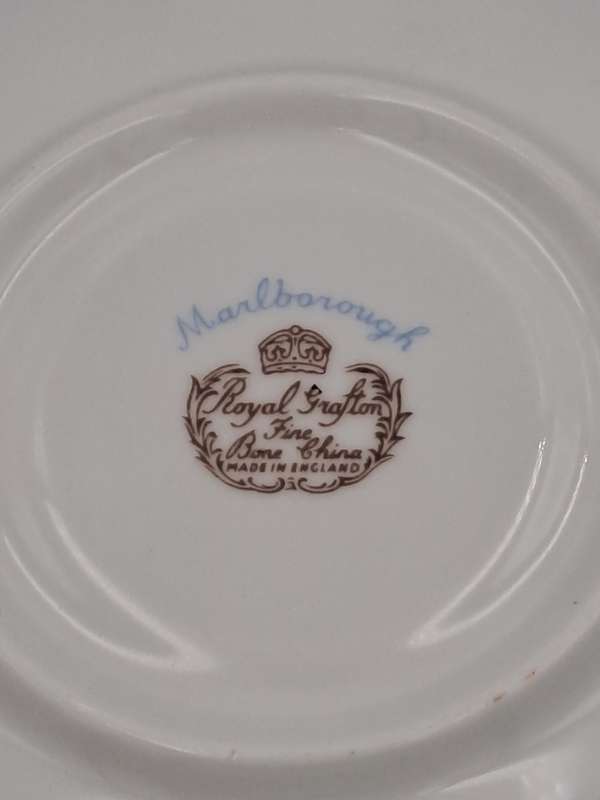 Marlborough
Royal Grafton
Fine
Bone China
MADE IN ENGLAND